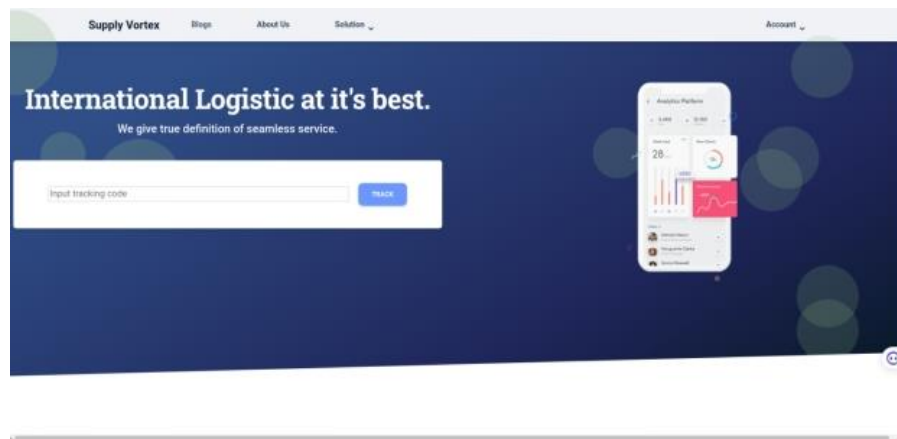 Supply Vortex Blogs About Us Solution Account
International Logistic at it's best.
We give true definition of seamless service.
Input tracking code TRACK
Analytics Platform
28